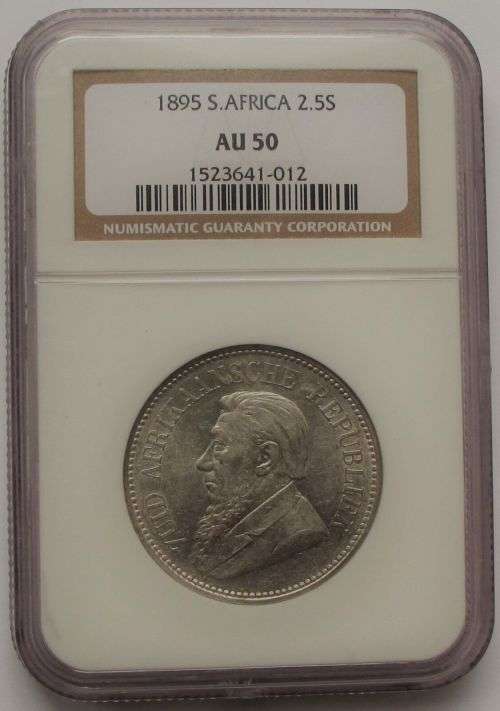 1895 S.AFRICA 2.5S
AU 50
1523641-012
NUMISMATIC GUARANTY CORPORATION
ZUID AFRIKAANSCHE REPUBLIEK